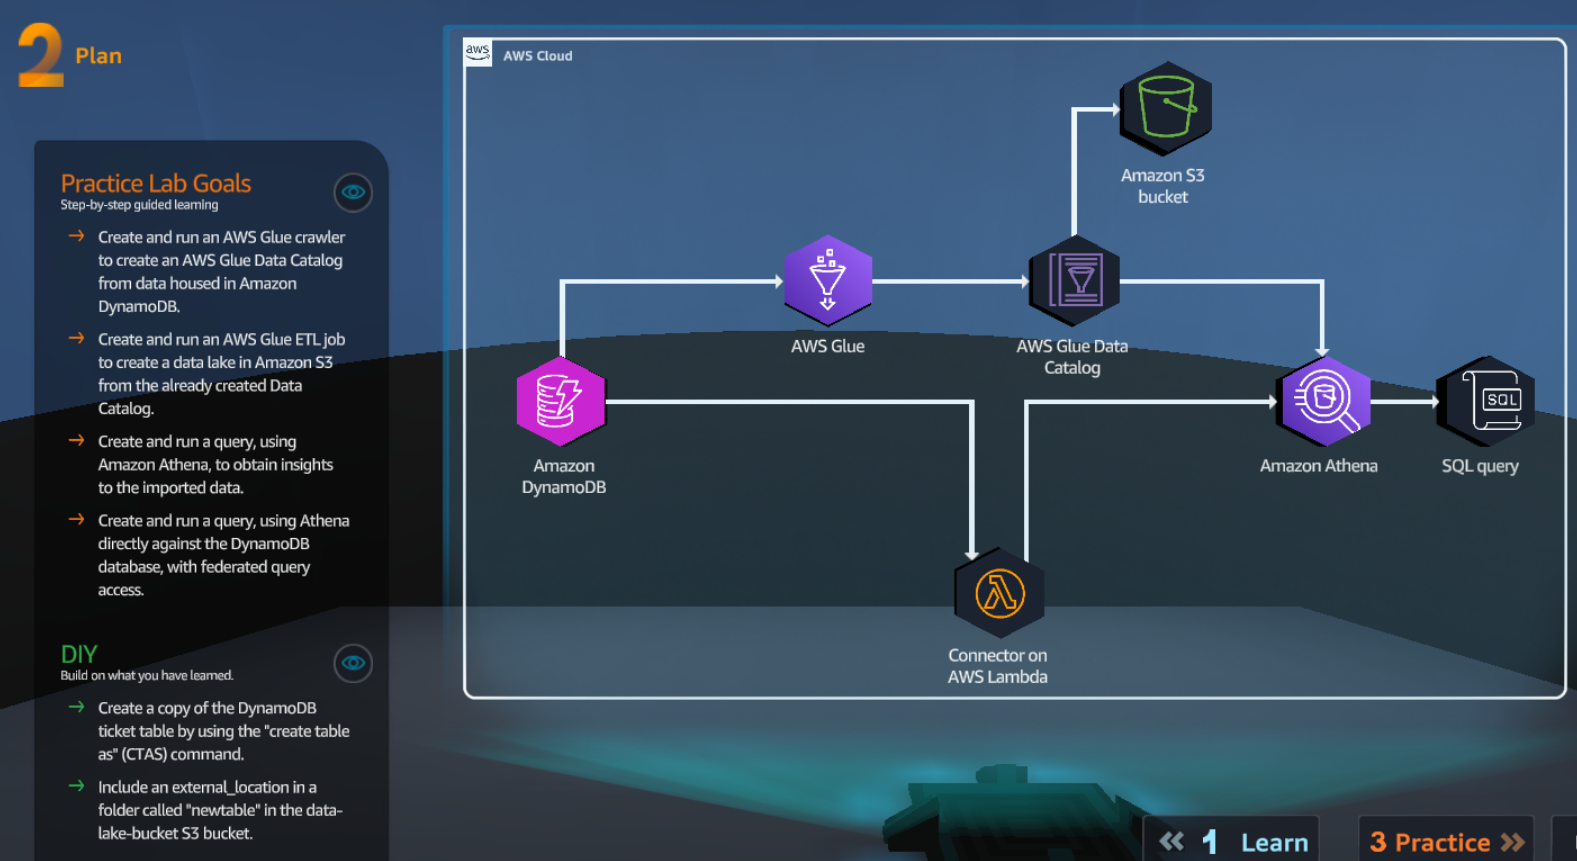 2 Plan
Practice Lab Goals
Step-by-step guided learning
Create and run an AWS Glue crawler
to create an AWS Glue Data Catalog
from data housed in Amazon
DynamoDB.
Create and run an AWS Glue ETL job
to create a data lake in Amazon S3
from the already created Data
Catalog.
Create and run a query, using
Amazon Athena, to obtain insights
to the imported data.
Create and run a query, using Athena
directly against the DynamoDB
database, with federated query
access.
DIY
Build on what you have learned.
Create a copy of the DynamoDB
ticket table by using the "create table
as" (CTAS) command.
Include an external_location in a
folder called "newtable" in the data-
lake-bucket S3 bucket.
aws
AWS Cloud
Amazon S3
bucket
AWS Glue
AWS Glue Data
Catalog
Amazon
DynamoDB
Amazon Athena
SQL
SQL query
Connector on
AWS Lambda
1 Learn
3 Practice